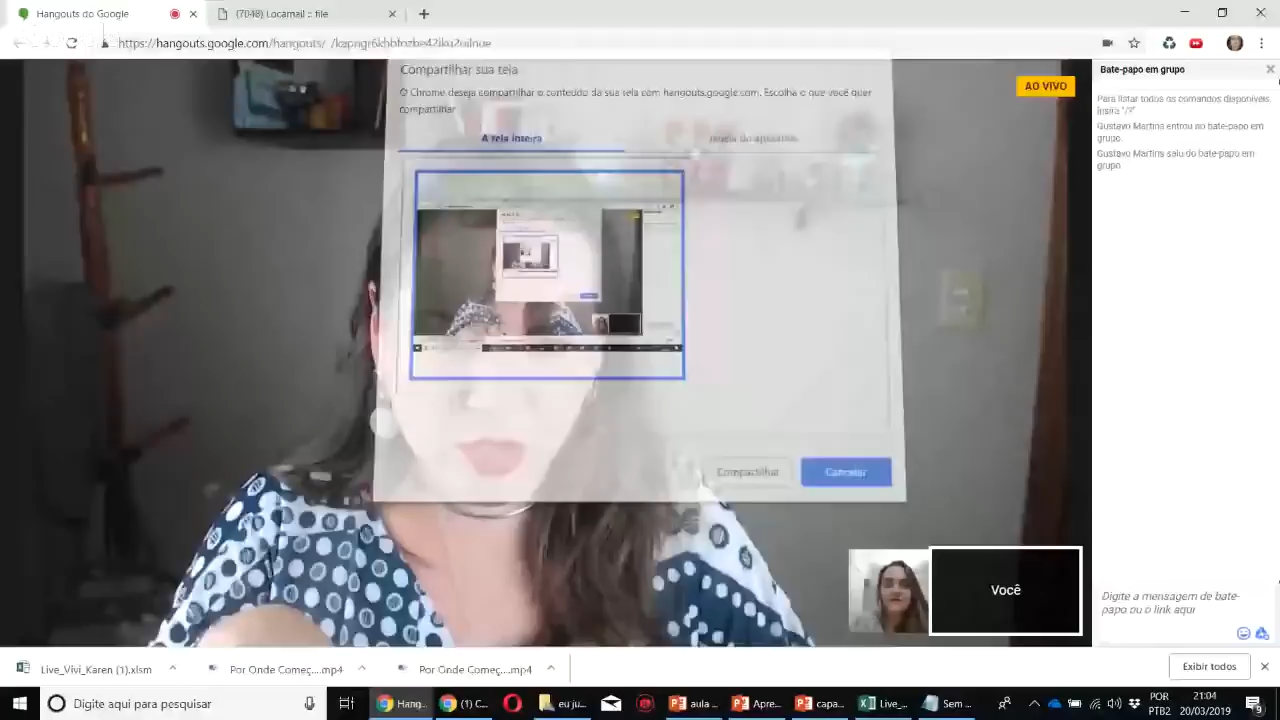 Hangouts do Google
(7048) Locamail :: file
https://hangouts.google.com/hangouts/_/
Compartilhar sua tela
O Chrome deseja compartilhar o conteúdo da sua tela com hangouts.google.com. Escolha o que você quer
compartilhar.
A tela inteira
Janela do aplicativo
Compartilhar
Cancelar
AO VIVO
Você
Bate-papo em grupo
Para listar todos os comandos disponíveis,
insira "/?"
Gustavo Martins entrou no bate-papo em
grupo.
Gustavo Martins saiu do bate-papo em
grupo.
Digite a mensagem de bate-
papo ou o link aqui
Live_Vivi_Karen (1).xlsm
Por Onde Começ....mp4
Por Onde Começ....mp4
Exibir todos
Digite aqui para pesquisar
Hang...
(1) C...
eu ju...
aula ...
Apre...
capa...
Live_...
Sem ...
POR
PTB2
21:04
20/03/2019